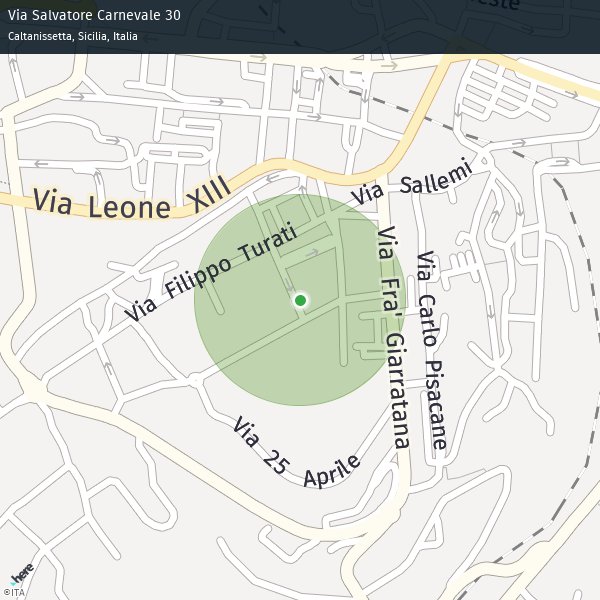 Via Salvatore Carnevale 30
Caltanissetta, Sicilia, Italia
Via Leone XIII
Via Sallemi
Via Filippo Turati
Via Fra' Giarratana
Via Carlo Pisacane
Via 25 Aprile
here
©ITA